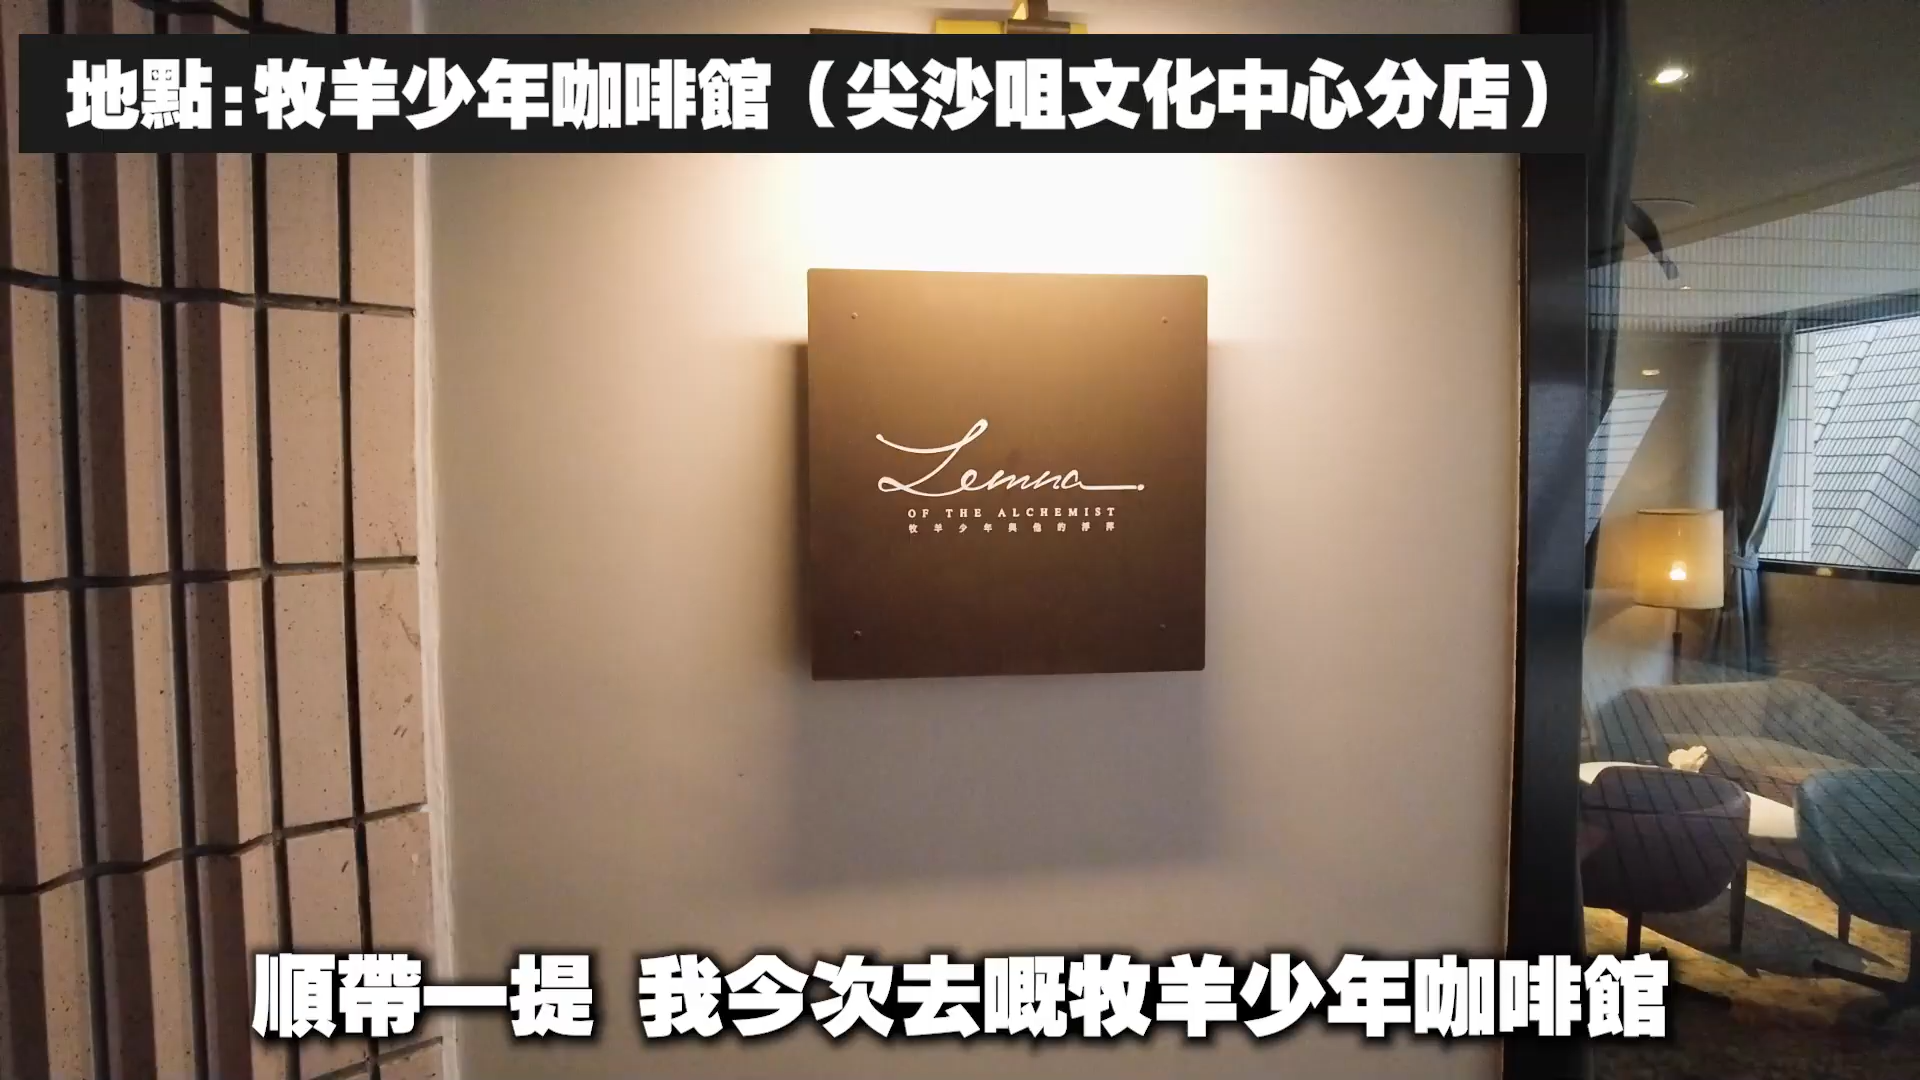 地點:牧羊少年咖啡館（尖沙咀文化中心分店）
Lemna
OF THE ALCHEMIST
牧羊少年與他的浮萍
順帶一提 我今次去嘅牧羊少年咖啡館